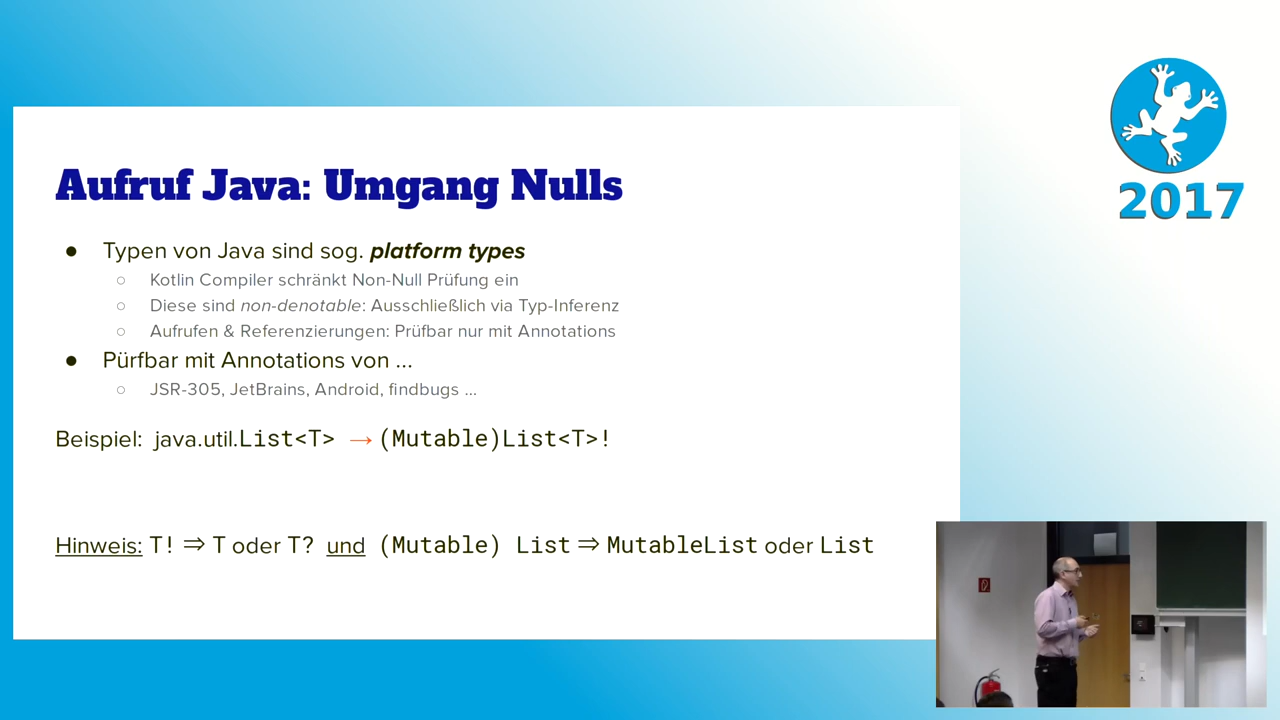 2017
Aufruf Java: Umgang Nulls
● Typen von Java sind sog. platform types
○ Kotlin Compiler schränkt Non-Null Prüfung ein
○ Diese sind non-denotable: Ausschließlich via Typ-Inferenz
○ Aufrufen & Referenzierungen: Prüfbar nur mit Annotations
● Pürfbar mit Annotations von ...
○ JSR-305, JetBrains, Android, findbugs ...
Beispiel: java.util.List<T> → (Mutable)List<T>!
Hinweis: T! ⇒ T oder T? und (Mutable) List ⇒ MutableList oder List